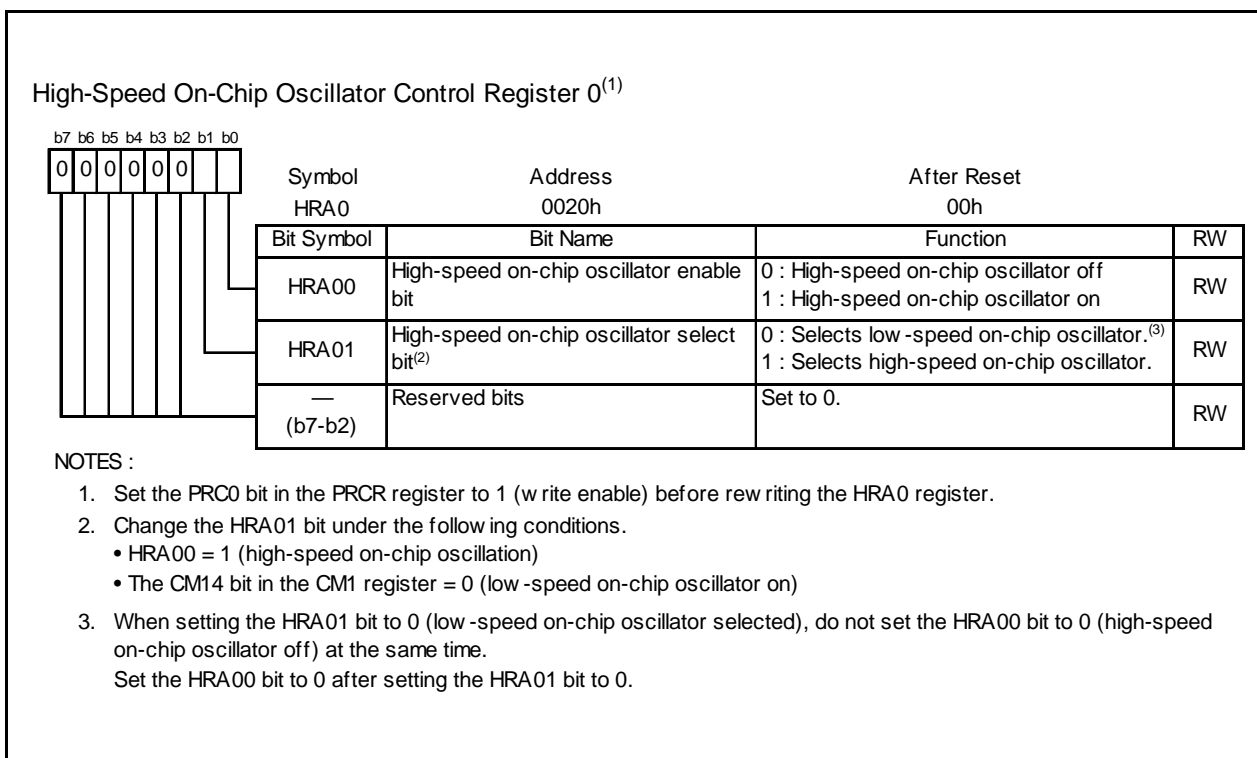 High-Speed On-Chip Oscillator Control Register 0(1)
b7 b6 b5 b4 b3 b2 b1 b0
0 0 0 0 0 0
Symbol Address After Reset
HRA0 0020h 00h
Bit Symbol Bit Name Function RW
HRA00 High-speed on-chip oscillator enable bit 0 : High-speed on-chip oscillator off
1 : High-speed on-chip oscillator on RW
HRA01 High-speed on-chip oscillator select bit(2) 0 : Selects low-speed on-chip oscillator.(3)
1 : Selects high-speed on-chip oscillator. RW
— (b7-b2) Reserved bits Set to 0. RW
NOTES :
1. Set the PRC0 bit in the PRCR register to 1 (write enable) before rewriting the HRA0 register.
2. Change the HRA01 bit under the following conditions.
• HRA00 = 1 (high-speed on-chip oscillation)
• The CM14 bit in the CM1 register = 0 (low-speed on-chip oscillator on)
3. When setting the HRA01 bit to 0 (low-speed on-chip oscillator selected), do not set the HRA00 bit to 0 (high-speed
on-chip oscillator off) at the same time.
Set the HRA00 bit to 0 after setting the HRA01 bit to 0.